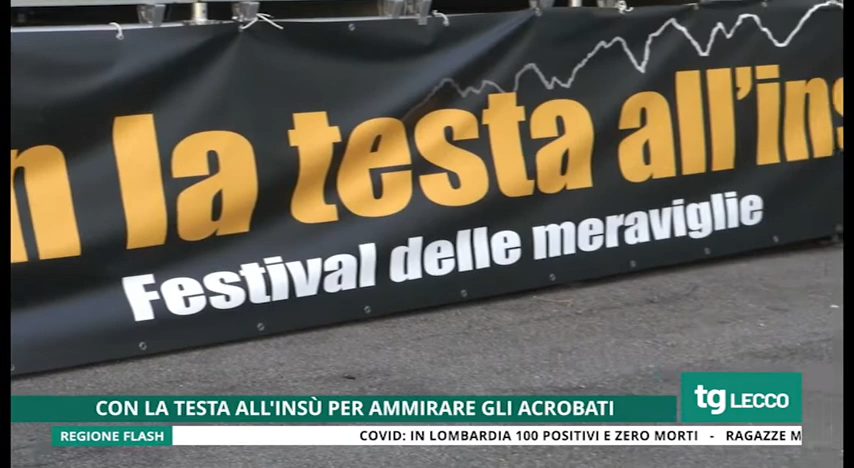 n la testa all'ins
Festival delle meraviglie
CON LA TESTA ALL'INSÙ PER AMMIRARE GLI ACROBATI
tg LECCO
REGIONE FLASH
COVID: IN LOMBARDIA 100 POSITIVI E ZERO MORTI - RAGAZZE M